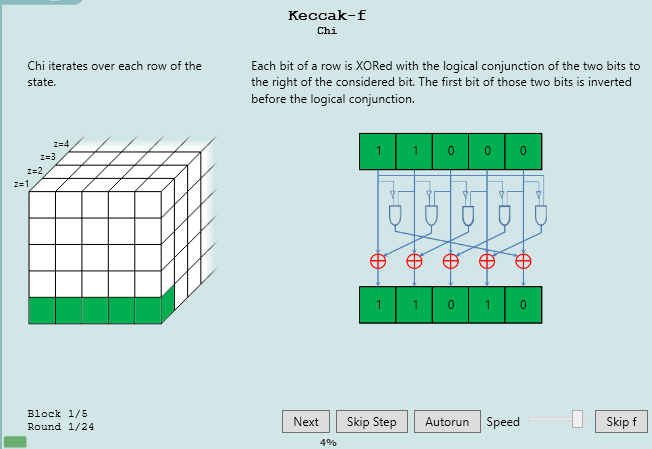 Keccak-f
Chi
Chi iterates over each row of the
state.
Each bit of a row is XORed with the logical conjunction of the two bits to
the right of the considered bit. The first bit of those two bits is inverted
before the logical conjunction.
z=4
z=3
z=2
z=1
1 1 0 0 0
1 1 0 1 0
Block 1/5
Round 1/24
Next Skip Step Autorun Speed Skip f
4%